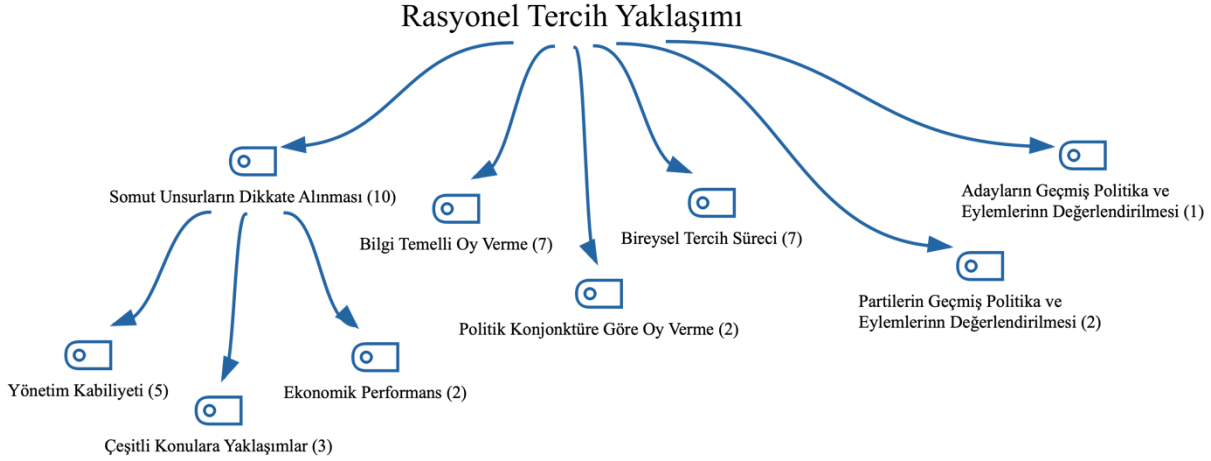 Rasyonel Tercih Yaklaşımı
Somut Unsurların Dikkate Alınması (10)
Bilgi Temelli Oy Verme (7)
Bireysel Tercih Süreci (7)
Adayların Geçmiş Politika ve
Eylemlerinn Değerlendirilmesi (1)
Politik Konjonktüre Göre Oy Verme (2)
Partilerin Geçmiş Politika ve
Eylemlerinn Değerlendirilmesi (2)
Yönetim Kabiliyeti (5)
Çeşitli Konulara Yaklaşımlar (3)
Ekonomik Performans (2)